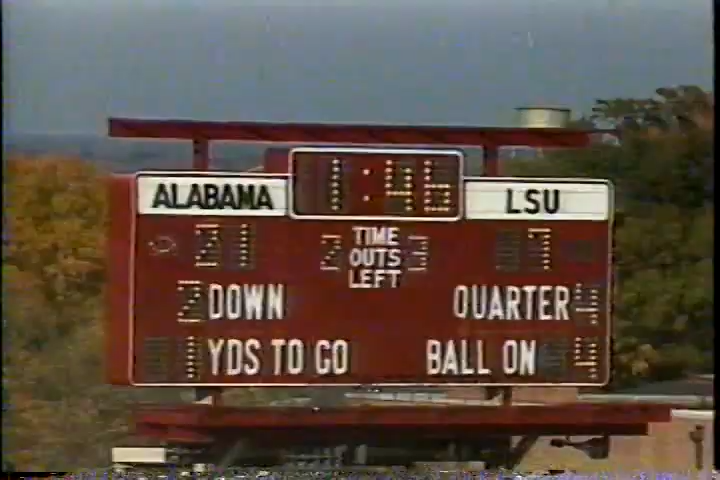 ALABAMA 1:45 LSU
21 2 TIME OUTS LEFT 3 7
2 DOWN QUARTER 4
1 YDS TO GO BALL ON 4